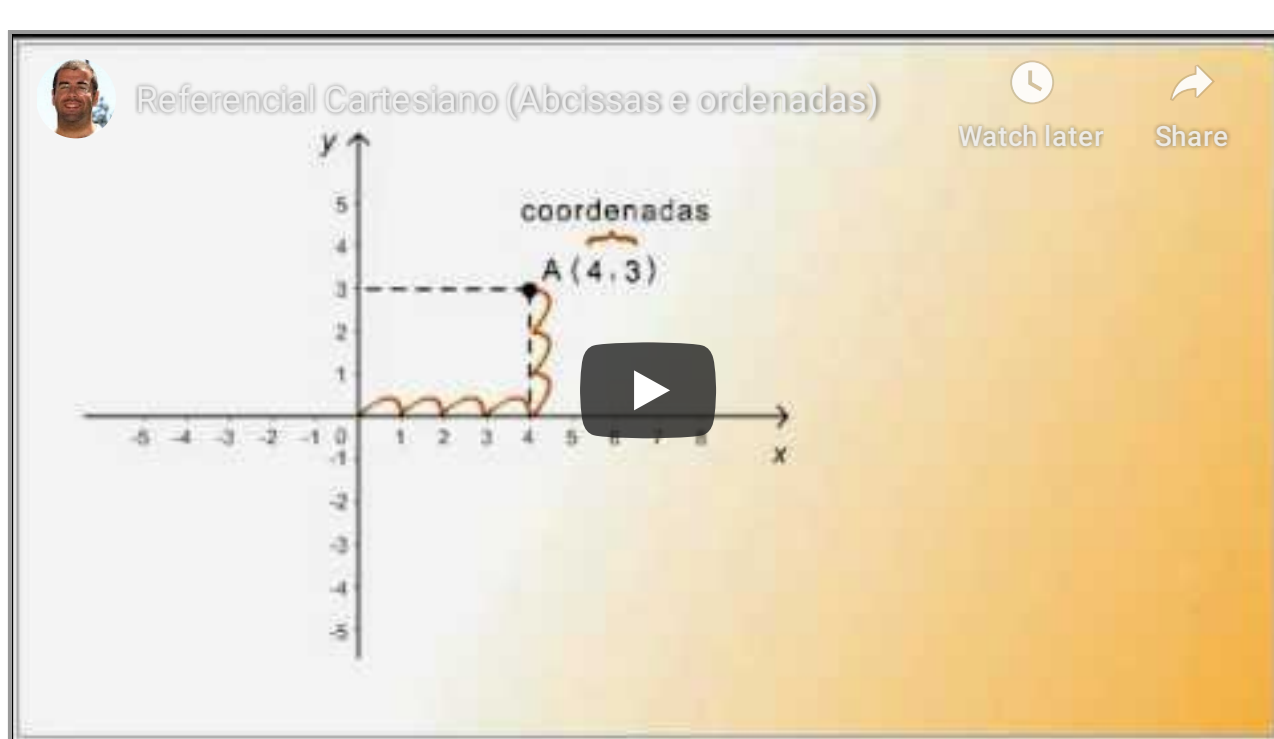 Referencial Cartesiano (Abcissas e ordenadas)
Watch later
Share
y
5
coordenadas
4
A (4,3)
3
2
1
-5 -4 -3 -2 -1 0 1 2 3 4 5 6 7 8
x
-1
-2
-3
-4
-5